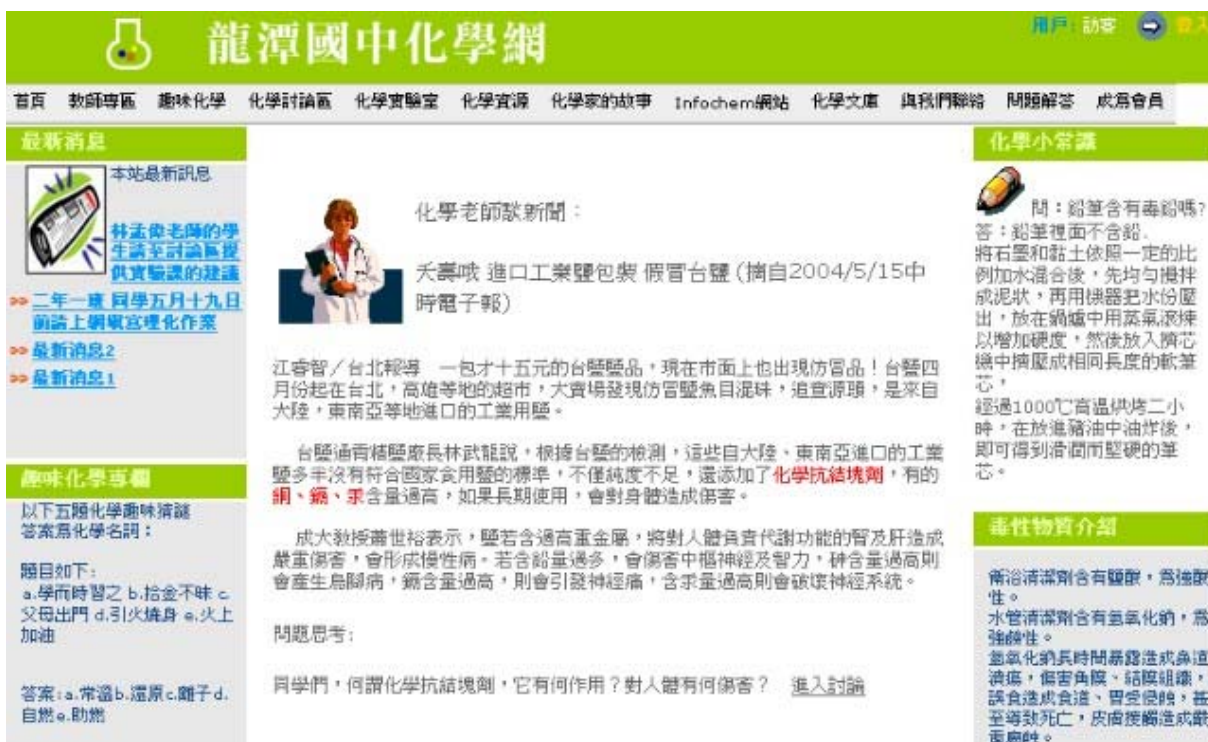 龍潭國中化學網
用戶: 訪客
登入
首頁 教師專區 趣味化學 化學討論區 化學實驗室 化學資源 化學家的故事 Infochem網站 化學文庫 與我們聯絡 問題解答 成為會員
最新消息
本站最新訊息
林孟偉老師的學
生請至討論區提
供實驗課的建議
二年一班 同學五月十九日
前請上網填寫理化作業
最新消息2
最新消息1
趣味化學專欄
以下五題化學趣味猜謎
答案為化學名詞：
題目如下:
a.學而時習之 b.拾金不昧 c.
父母出門 d.引火燒身 e.火上
加油
答案:a.常溫b.還原c.離子d.
自燃e.助燃
化學老師談新聞：
夭壽哦 進口工業鹽包裝 假冒台鹽 (摘自2004/5/15中
時電子報)
江睿智／台北報導　一包才十五元的台鹽鹽品，現在市面上也出現仿冒品！台鹽四
月份起在台北，高雄等地的超市，大賣場發現仿冒鹽魚目混珠，追查源頭，是來自
大陸，東南亞等地進口的工業用鹽。
台鹽通霄精鹽廠長林武龍說，根據台鹽的檢測，這些自大陸、東南亞進口的工業
鹽多半沒有符合國家食用鹽的標準，不僅純度不足，還添加了化學抗結塊劑，有的
銅、鎘、汞含量過高，如果長期使用，會對身體造成傷害。
成大教授蕭世裕表示，鹽若含過高重金屬，將對人體負責代謝功能的腎及肝造成
嚴重傷害，會形成慢性病。若含鉛量過多，會傷害中樞神經及智力，砷含量過高則
會產生烏腳病，鎘含量過高，則會引發神經痛，含汞量過高則會破壞神經系統。
問題思考:
同學們，何謂化學抗結塊劑，它有何作用？對人體有何傷害？ 進入討論
化學小常識
問：鉛筆含有毒鉛嗎?
答：鉛筆裡面不含鉛.
將石墨和黏土依照一定的比
例加水混合後，先均勻攪拌
成泥狀，再用機器把水份壓
出，放在鍋爐中用蒸氣滾煉
以增加硬度，然後放入擠芯
機中擠壓成相同長度的軟筆
芯，
經過1000℃高溫烘烤二小
時，在放進豬油中油炸後，
即可得到滑潤而堅硬的筆
芯。
毒性物質介紹
衛浴清潔劑含有鹽酸，為強酸
性。
水管清潔劑含有氫氧化鈉，為
強鹼性。
氫氧化鈉長時間暴露造成鼻道
潰瘍，傷害角膜、結膜組織，
誤食造成食道、胃受侵蝕，甚
至導致死亡，皮膚接觸造成嚴
重腐蝕。